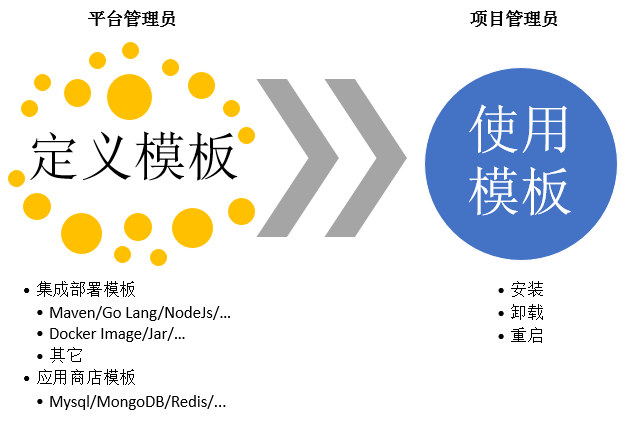 平台管理员
项目管理员
定义模板
使用
模板
• 集成部署模板
• Maven/Go Lang/NodeJs/...
• Docker Image/Jar/...
• 其它
• 应用商店模板
• Mysql/MongoDB/Redis/...
• 安装
• 卸载
• 重启